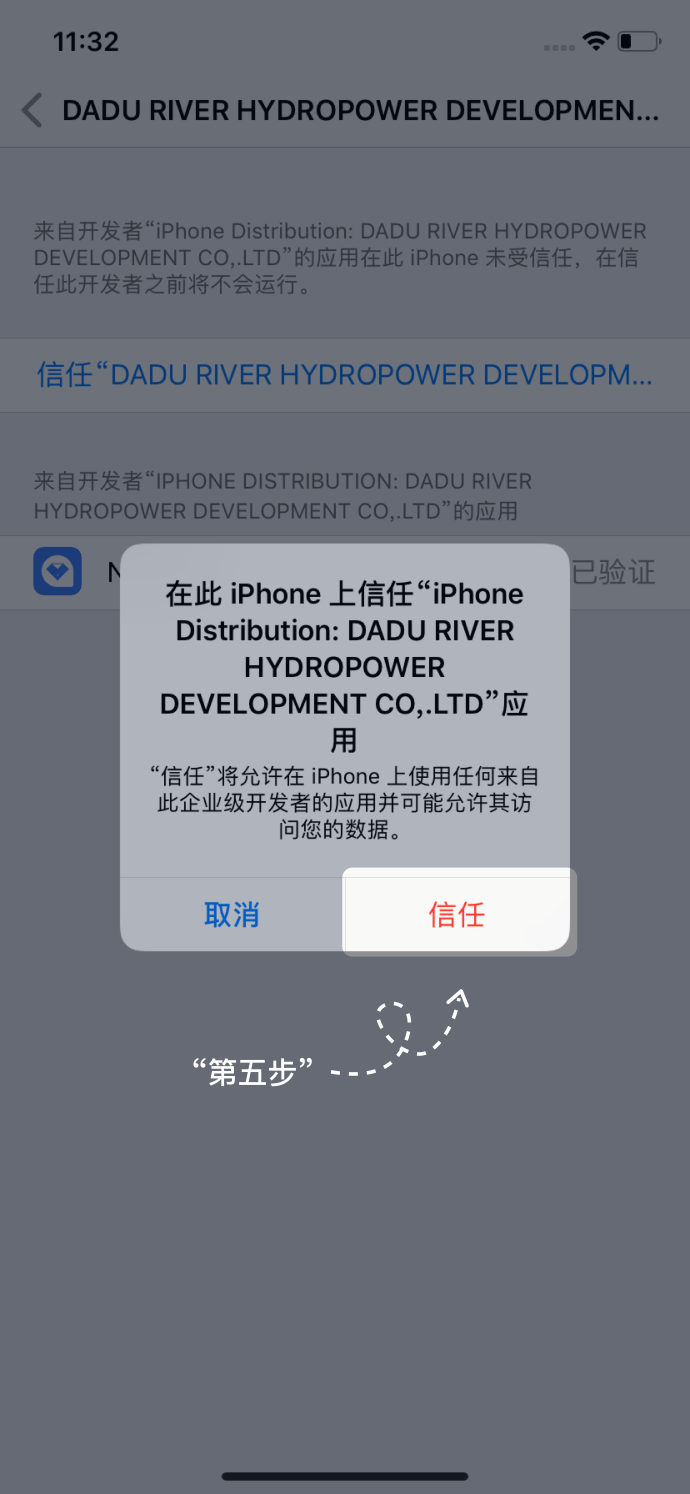 11:32
DADU RIVER HYDROPOWER DEVELOPMEN...
来自开发者“iPhone Distribution: DADU RIVER HYDROPOWER
DEVELOPMENT CO,.LTD”的应用在此 iPhone 未受信任，在信
任此开发者之前将不会运行。
信任“DADU RIVER HYDROPOWER DEVELOPM...
来自开发者“IPHONE DISTRIBUTION: DADU RIVER
HYDROPOWER DEVELOPMENT CO,.LTD”的应用
已验证
在此 iPhone 上信任“iPhone
Distribution: DADU RIVER
HYDROPOWER
DEVELOPMENT CO,.LTD”应
用
“信任”将允许在 iPhone 上使用任何来自
此企业级开发者的应用并可能允许其访
问您的数据。
取消 信任
“第五步”